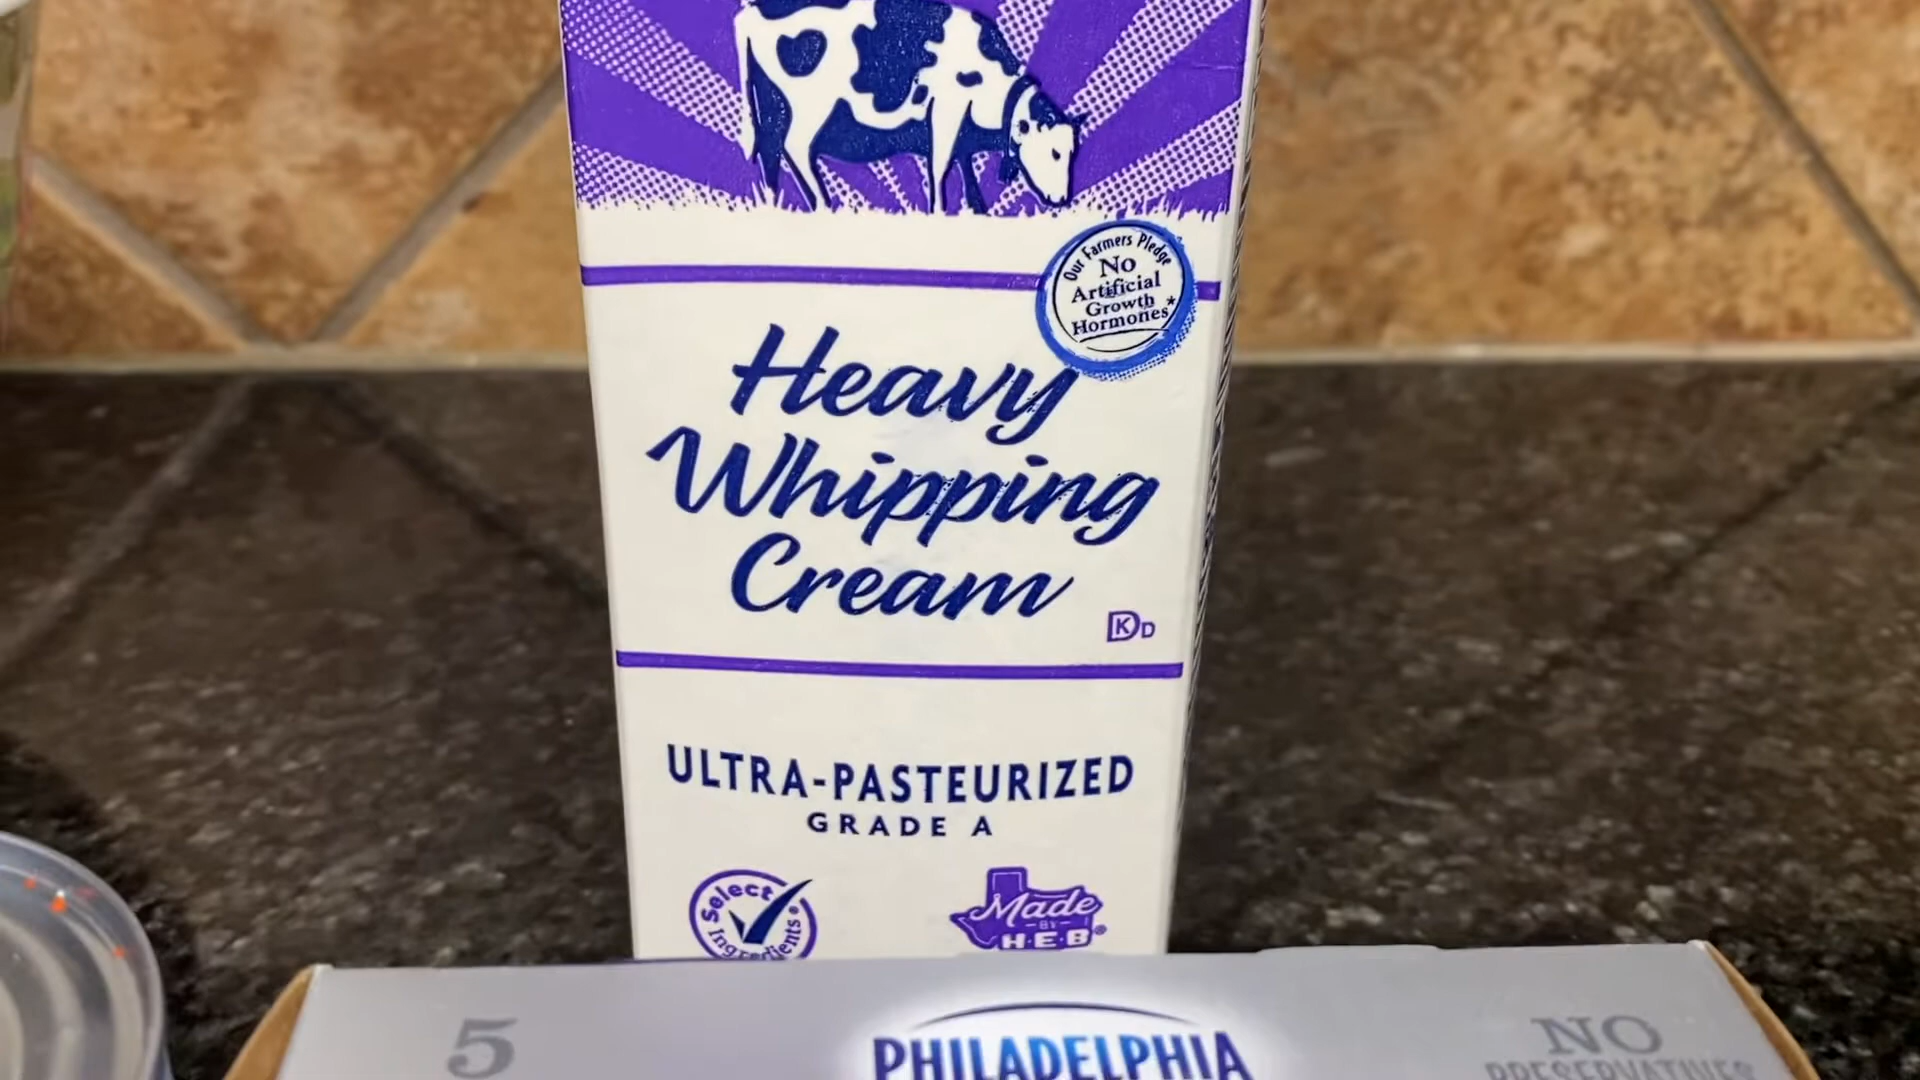 Our Farmers Pledge
No
Artificial
Growth
Hormones*
Heavy
Whipping
Cream
K D
ULTRA-PASTEURIZED
GRADE A
Select
Ingredients®
Made
BY
H-E-B®
5
PHILADELPHIA
NO
PRESERVATIVES